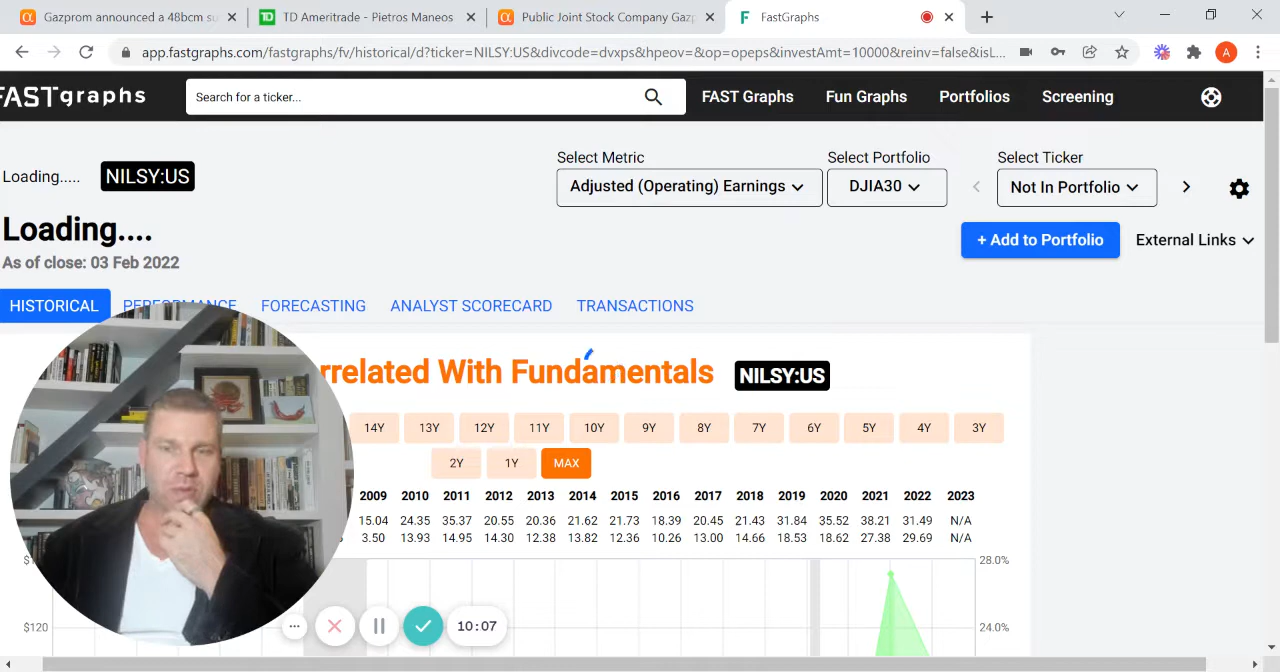 Gazprom announced a 48bcm su
TD Ameritrade - Pietros Maneos
Public Joint Stock Company Gazp
FastGraphs
app.fastgraphs.com/fastgraphs/fv/historical/d?ticker=NILSY:US&divcode=dvxps&hpeov=&op=opeps&investAmt=10000&reinv=false&isL...
A
FASTgraphs
Search for a ticker...
FAST Graphs
Fun Graphs
Portfolios
Screening
Loading.....
NILSY:US
Select Metric
Select Portfolio
Select Ticker
Adjusted (Operating) Earnings
DJIA30
Not In Portfolio
Loading....
+ Add to Portfolio
External Links
As of close: 03 Feb 2022
HISTORICAL
PERFORMANCE
FORECASTING
ANALYST SCORECARD
TRANSACTIONS
rrelated With Fundamentals
NILSY:US
14Y 13Y 12Y 11Y 10Y 9Y 8Y 7Y 6Y 5Y 4Y 3Y
2Y 1Y MAX
2009 2010 2011 2012 2013 2014 2015 2016 2017 2018 2019 2020 2021 2022 2023
15.04 24.35 35.37 20.55 20.36 21.62 21.73 18.39 20.45 21.43 31.84 35.52 38.21 31.49 N/A
3.50 13.93 14.95 14.30 12.38 13.82 12.36 10.26 13.00 14.66 18.53 18.62 27.38 29.69 N/A
28.0%
$120
24.0%
10:07